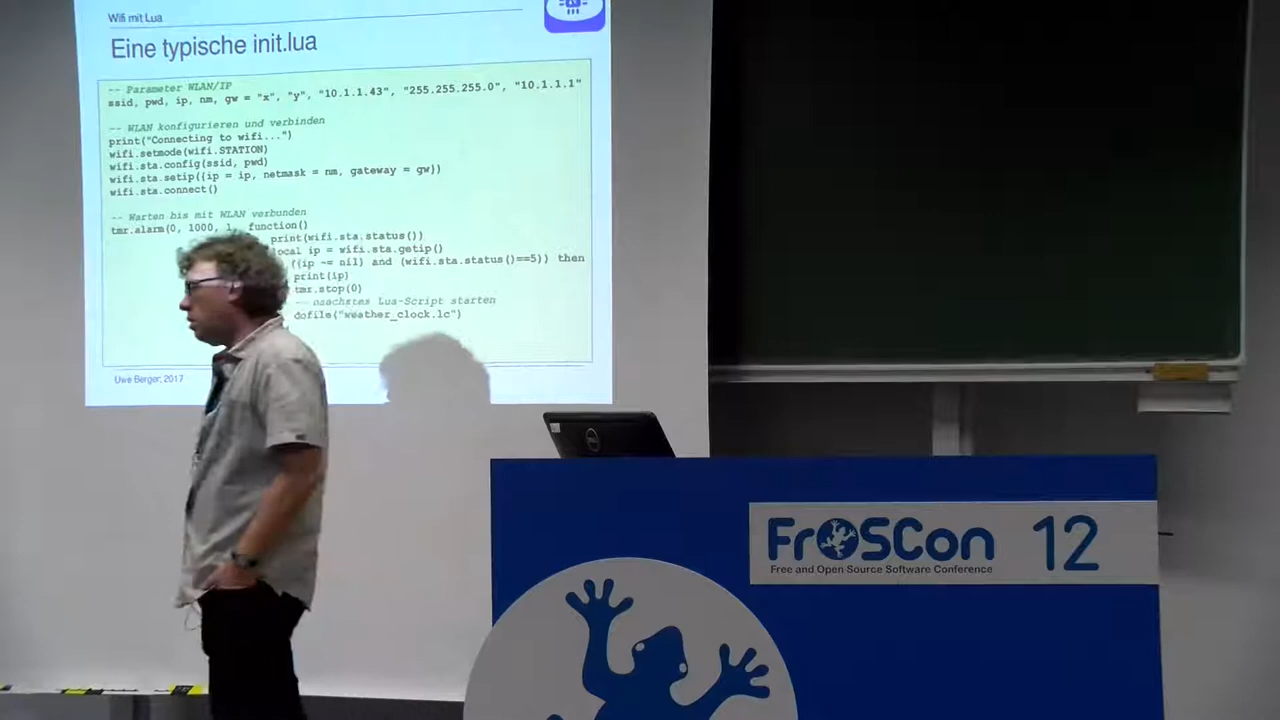 Wifi mit Lua
Eine typische init.lua
-- Parameter WLAN/IP
ssid, pwd, ip, nm, gw = "x", "y", "10.1.1.43", "255.255.255.0", "10.1.1.1"
-- WLAN konfigurieren und verbinden
print("Connecting to wifi...")
wifi.setmode(wifi.STATION)
wifi.sta.config(ssid, pwd)
wifi.sta.setip({ip = ip, netmask = nm, gateway = gw})
wifi.sta.connect()
-- Warten bis mit WLAN verbunden
tmr.alarm(0, 1000, 1, function()
print(wifi.sta.status())
local ip = wifi.sta.getip()
((ip ~= nil) and (wifi.sta.status()==5)) then
print(ip)
tmr.stop(0)
-- naechstes Lua-Script starten
dofile("weather_clock.lc")
Uwe Berger; 2017
DELL
FrOSCon 12
Free and Open Source Software Conference